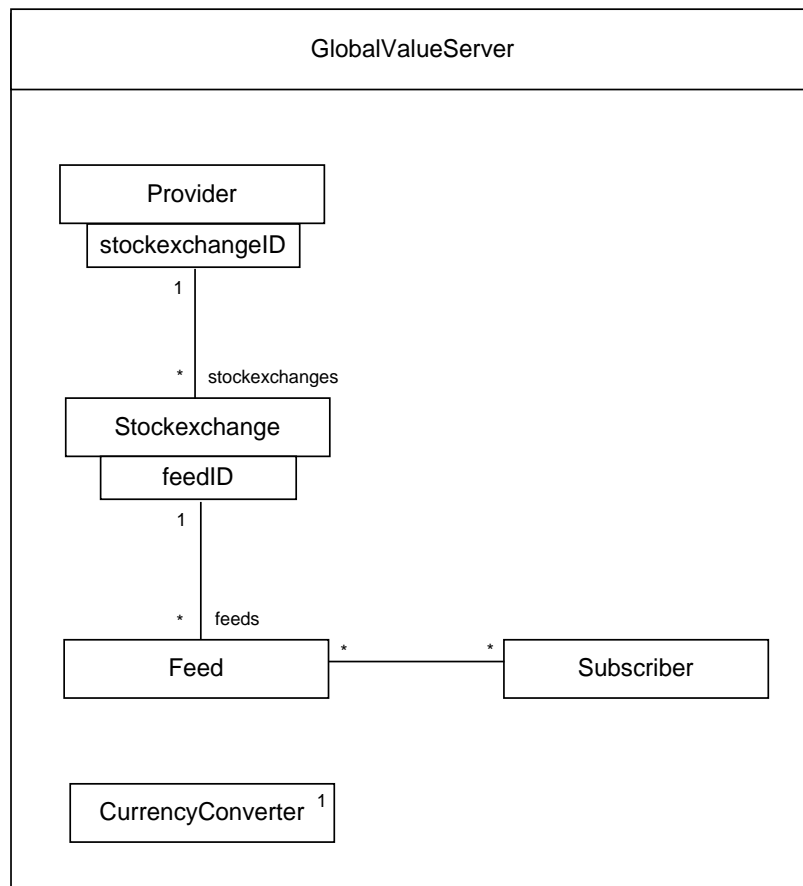 GlobalValueServer
Provider
stockexchangeID
1
* stockexchanges
Stockexchange
feedID
1
* feeds
Feed
* *
Subscriber
CurrencyConverter 1